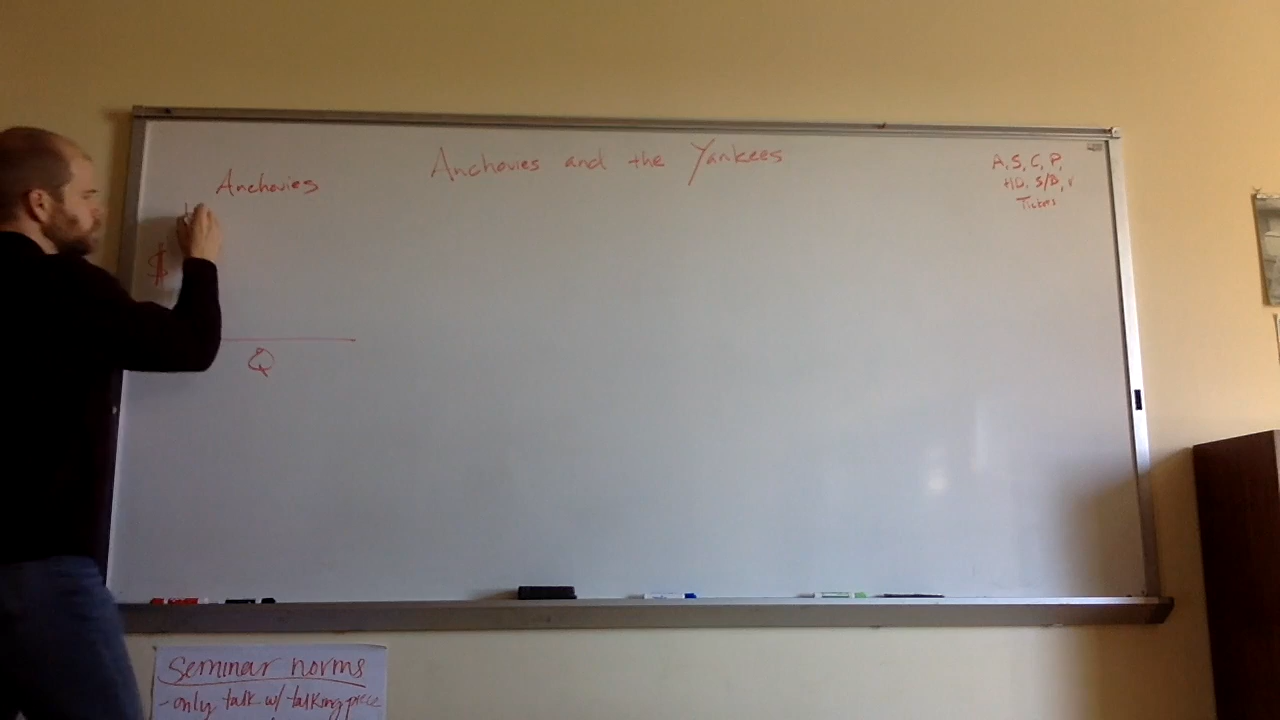 Anchovies and the Yankees
A, S, C, P,
HD, S/B, r
Tickets
Anchovies
$
Q
Seminar norms
- only talk w/ talking piece